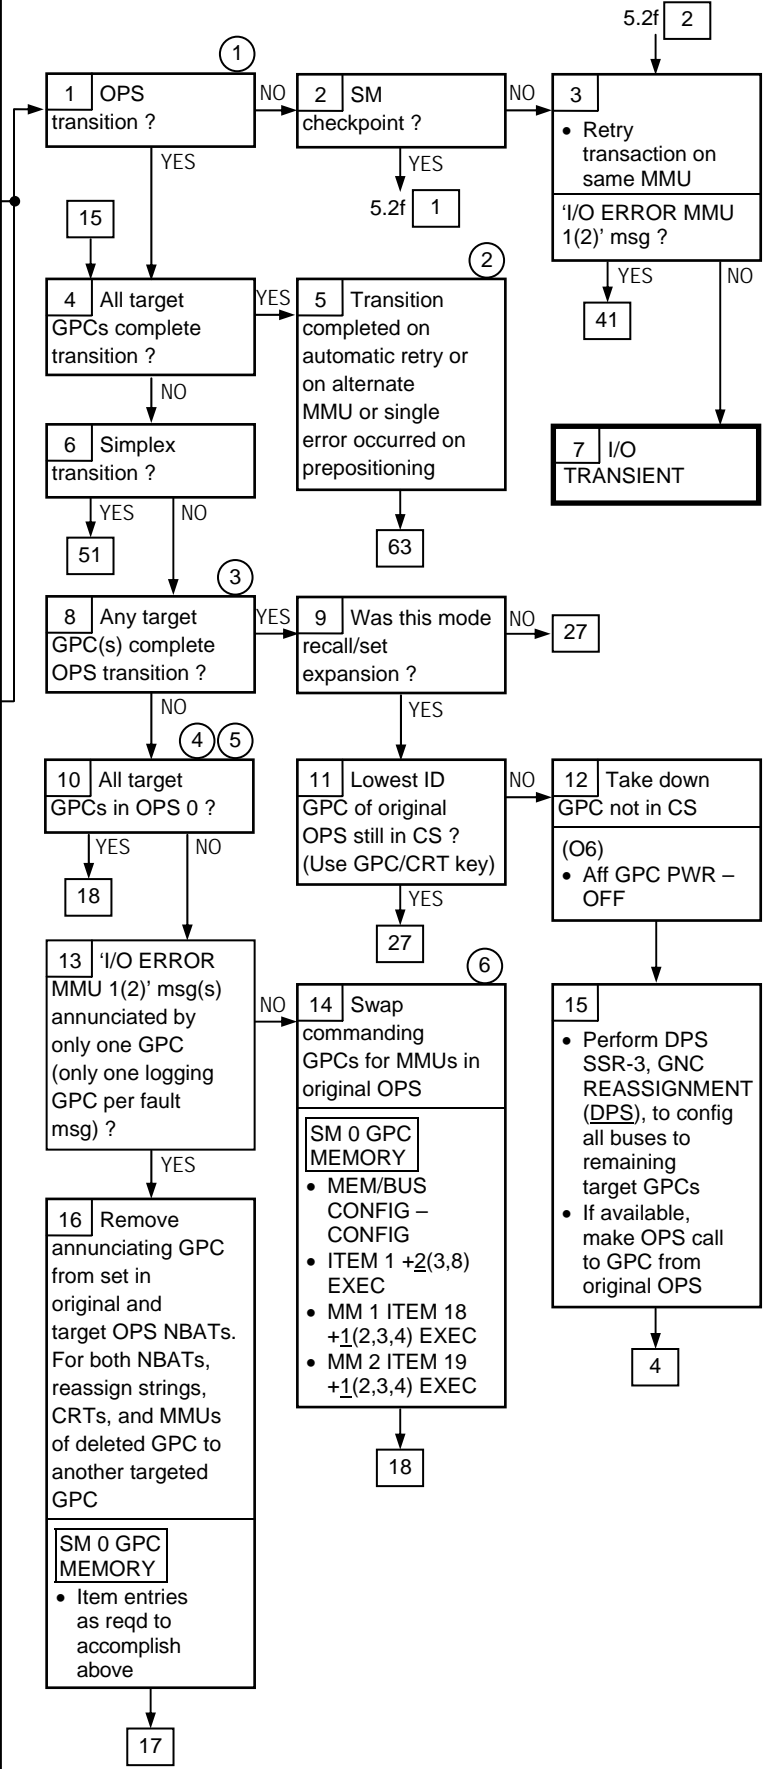 5.2f 2
1
1 OPS
transition ?
NO
YES
2 SM
checkpoint ?
NO
YES
5.2f 1
3
• Retry
transaction on
same MMU
‘I/O ERROR MMU
1(2)’ msg ?
YES
NO
41
15
4 All target
GPCs complete
transition ?
YES
NO
2
5 Transition
completed on
automatic retry or
on alternate
MMU or single
error occurred on
prepositioning
63
6 Simplex
transition ?
YES
NO
51
7 I/O
TRANSIENT
3
8 Any target
GPC(s) complete
OPS transition ?
YES
NO
9 Was this mode
recall/set
expansion ?
NO
27
YES
4 5
10 All target
GPCs in OPS 0 ?
YES
NO
18
11 Lowest ID
GPC of original
OPS still in CS ?
(Use GPC/CRT key)
NO
YES
27
12 Take down
GPC not in CS
(O6)
• Aff GPC PWR –
OFF
13 ‘I/O ERROR
MMU 1(2)’ msg(s)
annunciated by
only one GPC
(only one logging
GPC per fault
msg) ?
NO
YES
6
14 Swap
commanding
GPCs for MMUs in
original OPS
SM 0 GPC
MEMORY
• MEM/BUS
CONFIG –
CONFIG
• ITEM 1 +2(3,8)
EXEC
• MM 1 ITEM 18
+1(2,3,4) EXEC
• MM 2 ITEM 19
+1(2,3,4) EXEC
18
15
• Perform DPS
SSR-3, GNC
REASSIGNMENT
(DPS), to config
all buses to
remaining
target GPCs
• If available,
make OPS call
to GPC from
original OPS
4
16 Remove
annunciating GPC
from set in
original and
target OPS NBATs.
For both NBATs,
reassign strings,
CRTs, and MMUs
of deleted GPC to
another targeted
GPC
SM 0 GPC
MEMORY
• Item entries
as reqd to
accomplish
above
17